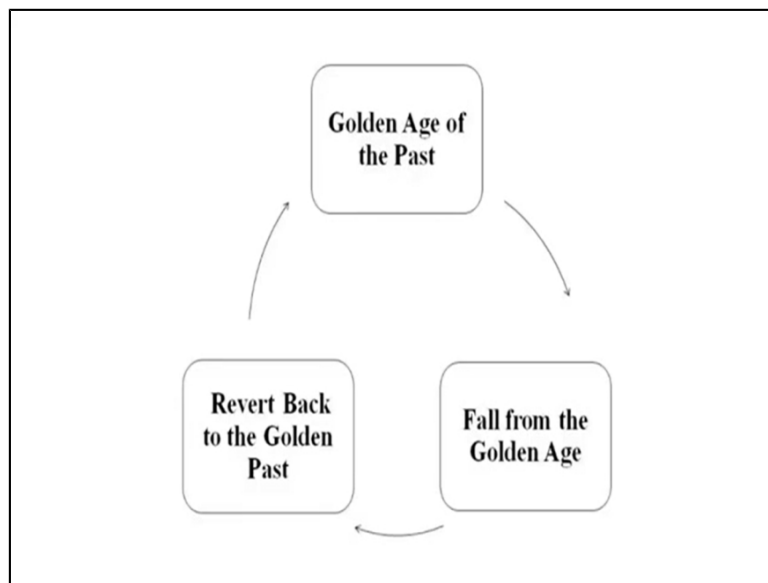 Golden Age of
the Past
Revert Back
to the Golden
Past
Fall from the
Golden Age